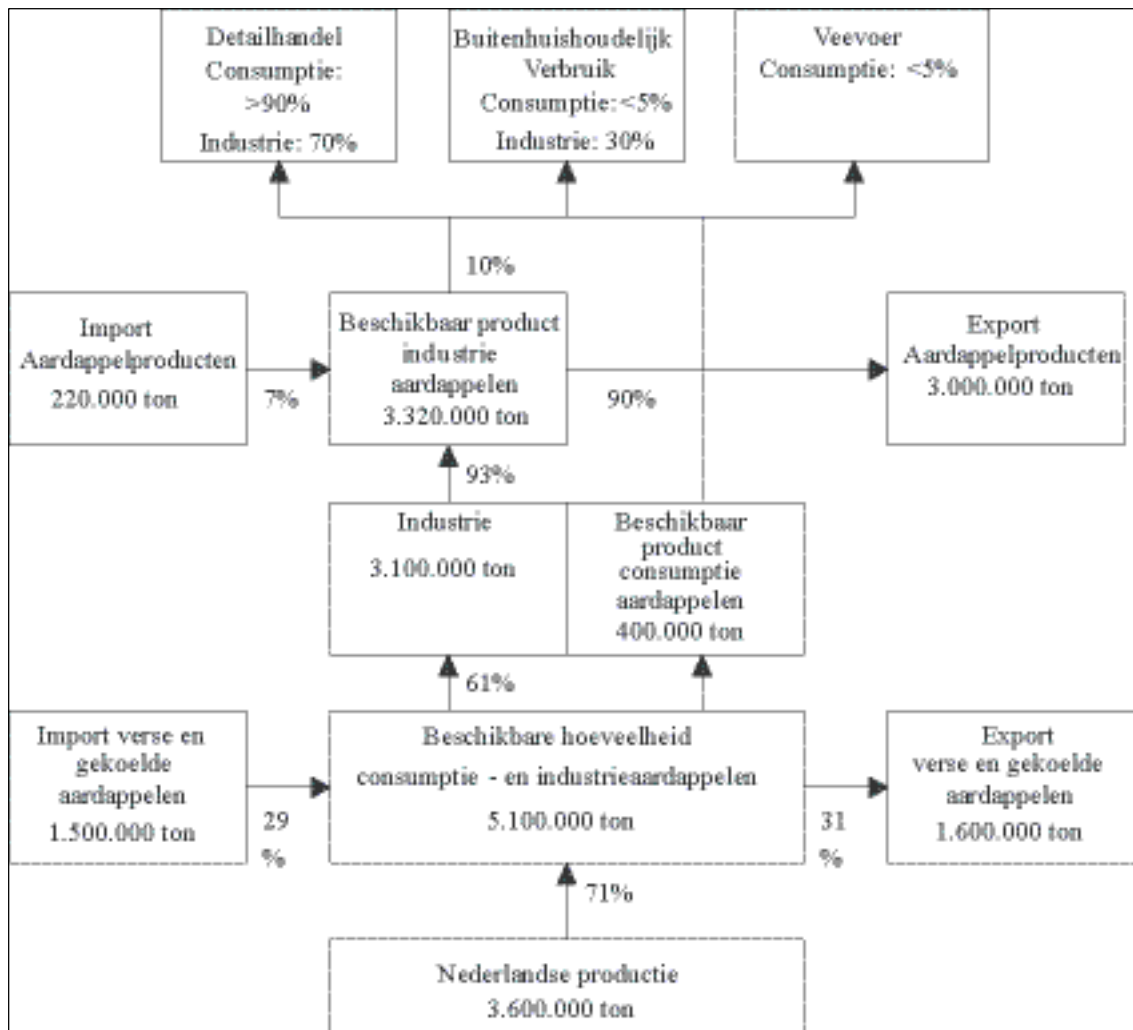 Detailhandel
Consumptie:
>90%
Industrie: 70%
Buitenhuishoudelijk
Verbruik
Consumptie:<5%
Industrie: 30%
Veevoer
Consumptie: <5%
10%
Import
Aardappelproducten
220.000 ton
7%
Beschikbaar product
industrie
aardappelen
3.320.000 ton
90%
Export
Aardappelproducten
3.000.000 ton
93%
Industrie
3.100.000 ton
Beschikbaar
product
consumptie
aardappelen
400.000 ton
61%
Import verse en
gekoelde
aardappelen
1.500.000 ton
29
%
Beschikbare hoeveelheid
consumptie - en industrieaardappelen
5.100.000 ton
31
%
Export
verse en gekoelde
aardappelen
1.600.000 ton
71%
Nederlandse productie
3.600.000 ton